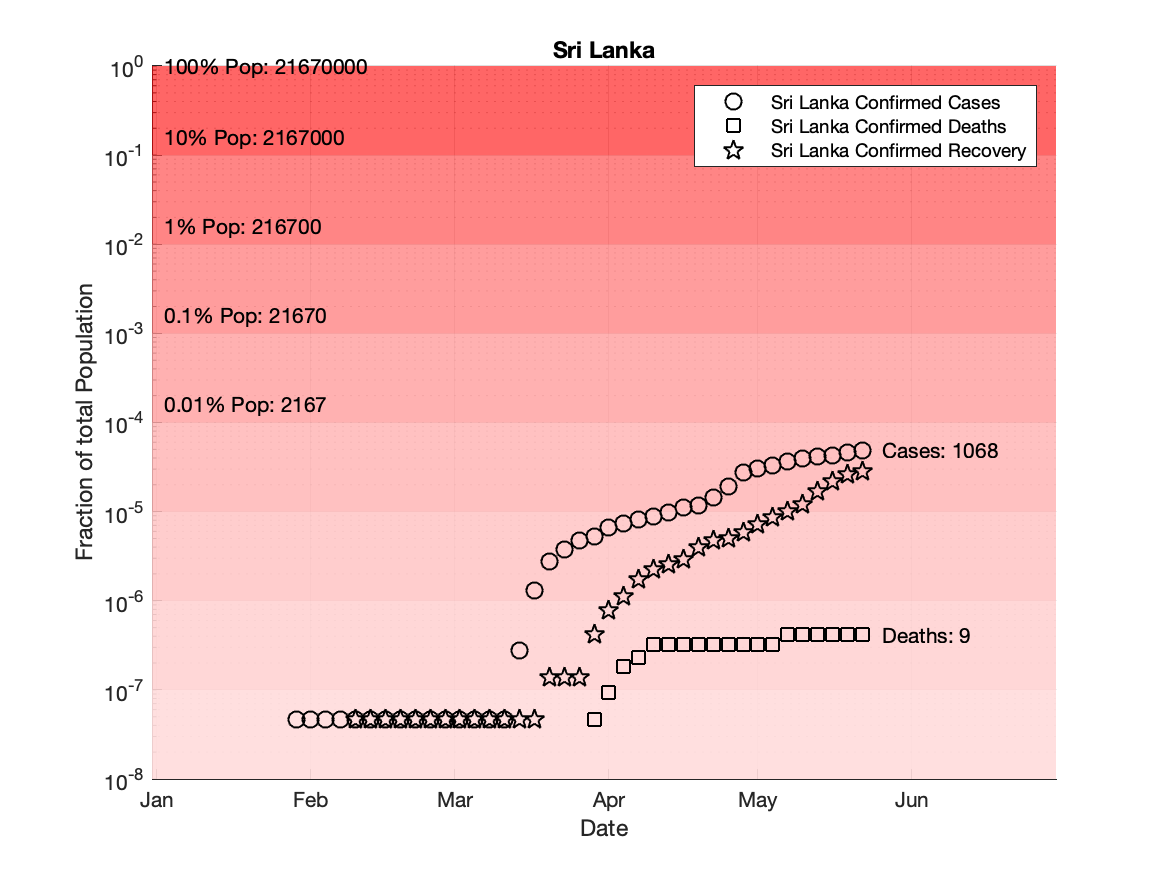 Sri Lanka
10^0
100% Pop: 21670000
Sri Lanka Confirmed Cases
Sri Lanka Confirmed Deaths
Sri Lanka Confirmed Recovery
10% Pop: 2167000
10^-1
1% Pop: 216700
10^-2
0.1% Pop: 21670
10^-3
0.01% Pop: 2167
10^-4
Cases: 1068
10^-5
10^-6
Deaths: 9
10^-7
10^-8
Fraction of total Population
Jan Feb Mar Apr May Jun
Date